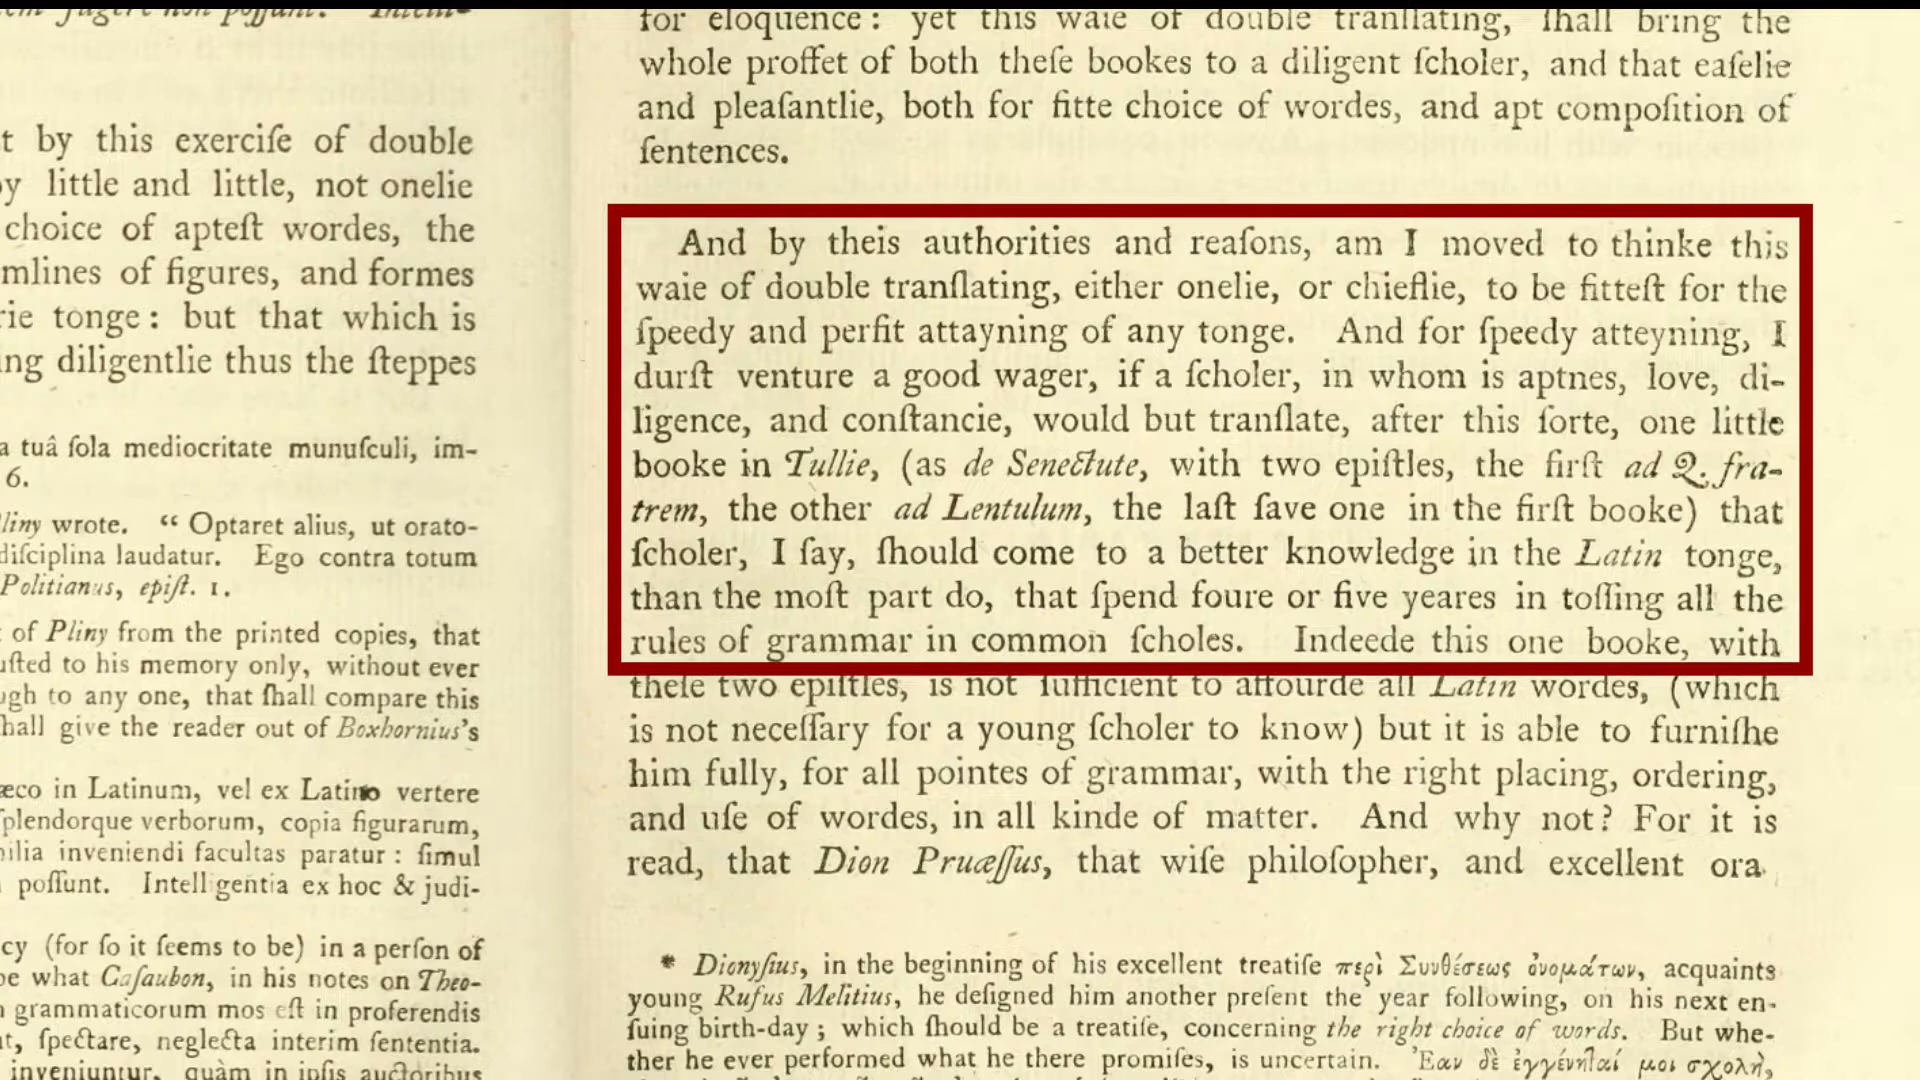 t by this exerciſe of double
y little and little, not onelie
choice of apteſt wordes, the
mlines of figures, and formes
rie tonge: but that which is
ng diligentlie thus the ſteppes
a tuâ ſola mediocritate munuſculi, im-
6.
liny wrote. “ Optaret alius, ut orato-
diſciplina laudatur. Ego contra totum
Politianus, epiſt. 1.
of Pliny from the printed copies, that
uſted to his memory only, without ever
ugh to any one, that ſhall compare this
hall give the reader out of Boxhornius's
æco in Latinum, vel ex Latino vertere
ſplendorque verborum, copia figurarum,
milia inveniendi facultas paratur: ſimul
poſſunt. Intelligentia ex hoc & judi-
cy (for ſo it ſeems to be) in a perſon of
be what Caſaubon, in his notes on Theo-
grammaticorum mos eſt in proferendis
nt, ſpectare, neglecta interim ſententia.
inveniuntur, quàm in ipſis auctoribus
for eloquence: yet this waie of double tranſlating, ſhall bring the
whole proffet of both theſe bookes to a diligent ſcholer, and that eaſelie
and pleaſantlie, both for fitte choice of wordes, and apt compoſition of
ſentences.
And by theis authorities and reaſons, am I moved to thinke this
waie of double tranſlating, either onelie, or chieflie, to be fitteſt for the
ſpeedy and perfit attayning of any tonge. And for ſpeedy atteyning, I
durſt venture a good wager, if a ſcholer, in whom is aptnes, love, di-
ligence, and conſtancie, would but tranſlate, after this ſorte, one little
booke in Tullie, (as de Senectute, with two epiſtles, the firſt ad Q. fra-
trem, the other ad Lentulum, the laſt ſave one in the firſt booke) that
ſcholer, I ſay, ſhould come to a better knowledge in the Latin tonge,
than the moſt part do, that ſpend foure or five yeares in toſſing all the
rules of grammar in common ſcholes. Indeede this one booke, with
theſe two epiſtles, is not ſufficient to affourde all Latin wordes, (which
is not neceſſary for a young ſcholer to know) but it is able to furniſhe
him fully, for all pointes of grammar, with the right placing, ordering,
and uſe of wordes, in all kinde of matter. And why not? For it is
read, that Dion Pruæſſus, that wiſe philoſopher, and excellent ora
* Dionyſius, in the beginning of his excellent treatiſe περὶ Συνθέσεως ὀνομάτων, acquaints
young Rufus Melitius, he deſigned him another preſent the year following, on his next en-
ſuing birth-day; which ſhould be a treatiſe, concerning the right choice of words. But whe-
ther he ever performed what he there promiſes, is uncertain. Ἐαν δὲ ἐγγένηταί μοι σχολὴ,